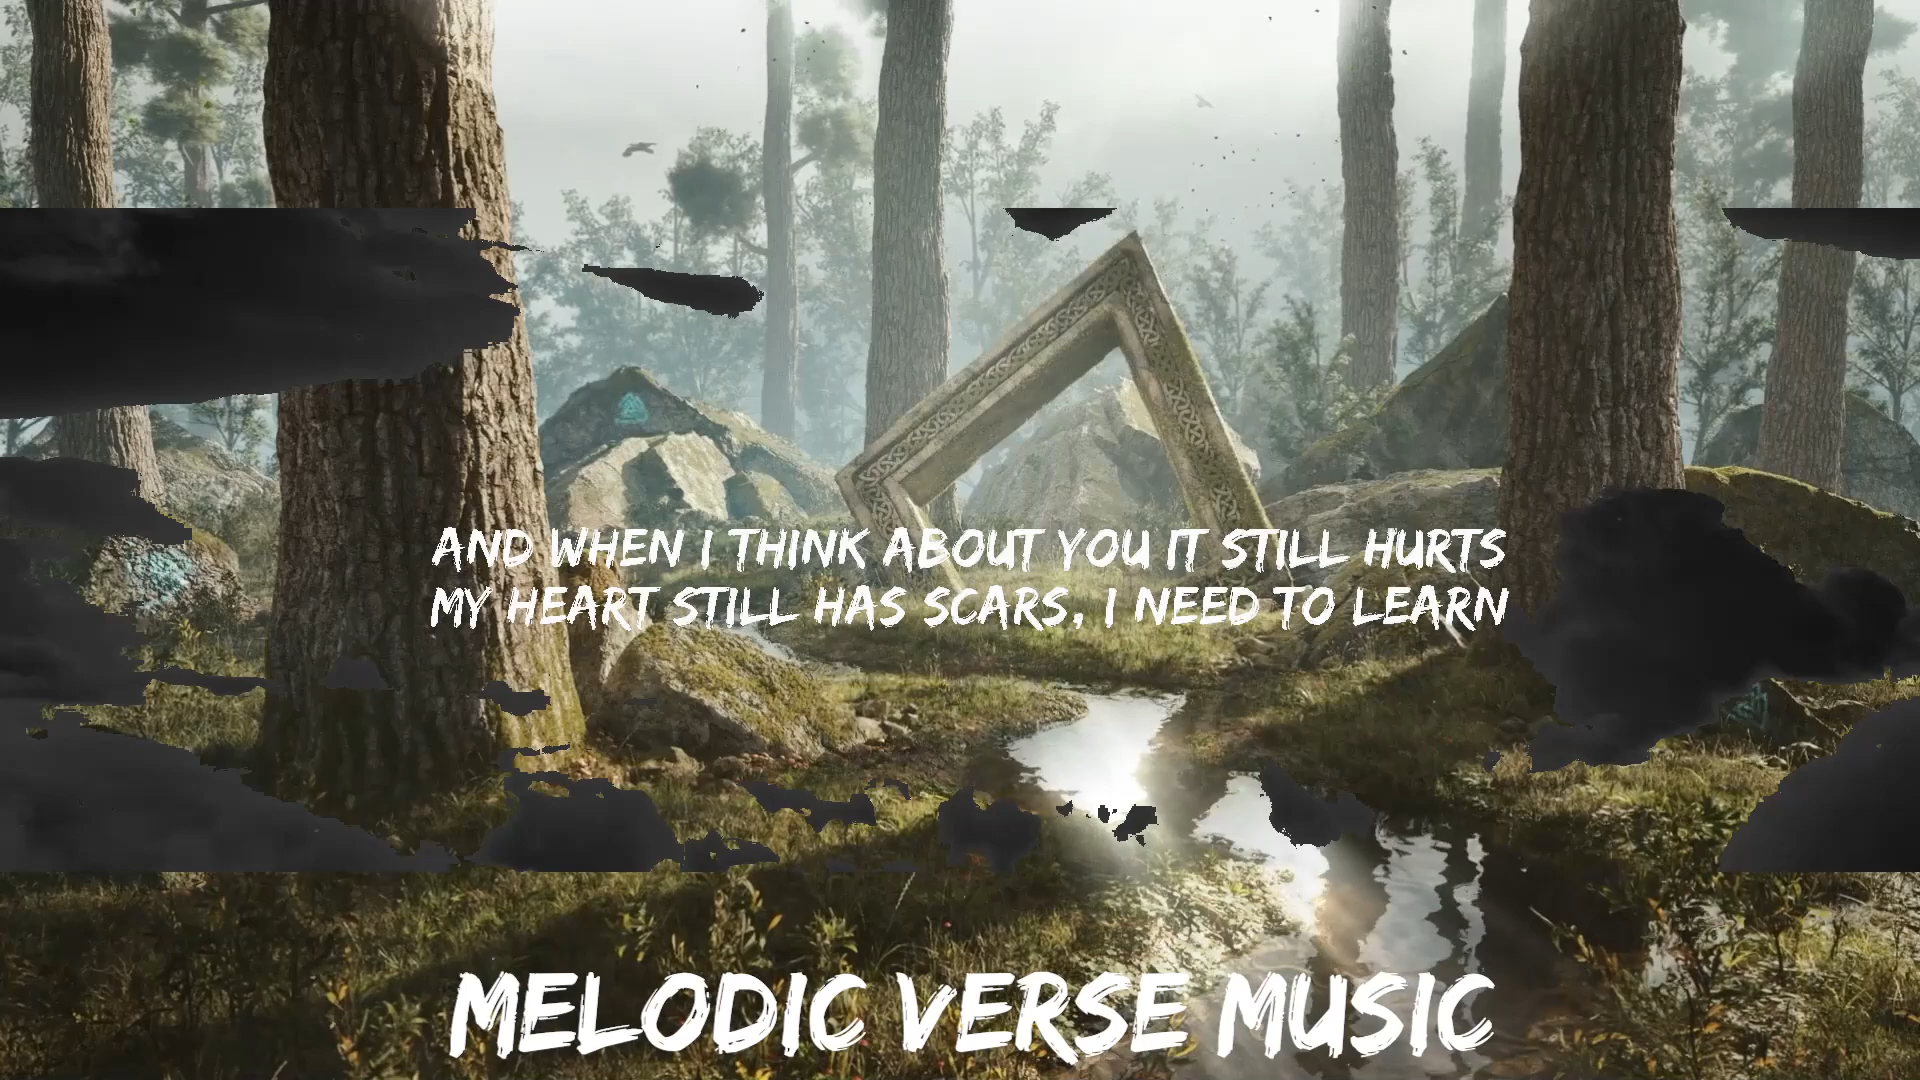 AND WHEN I THINK ABOUT YOU IT STILL HURTS
MY HEART STILL HAS SCARS, I NEED TO LEARN
MELODIC VERSE MUSIC